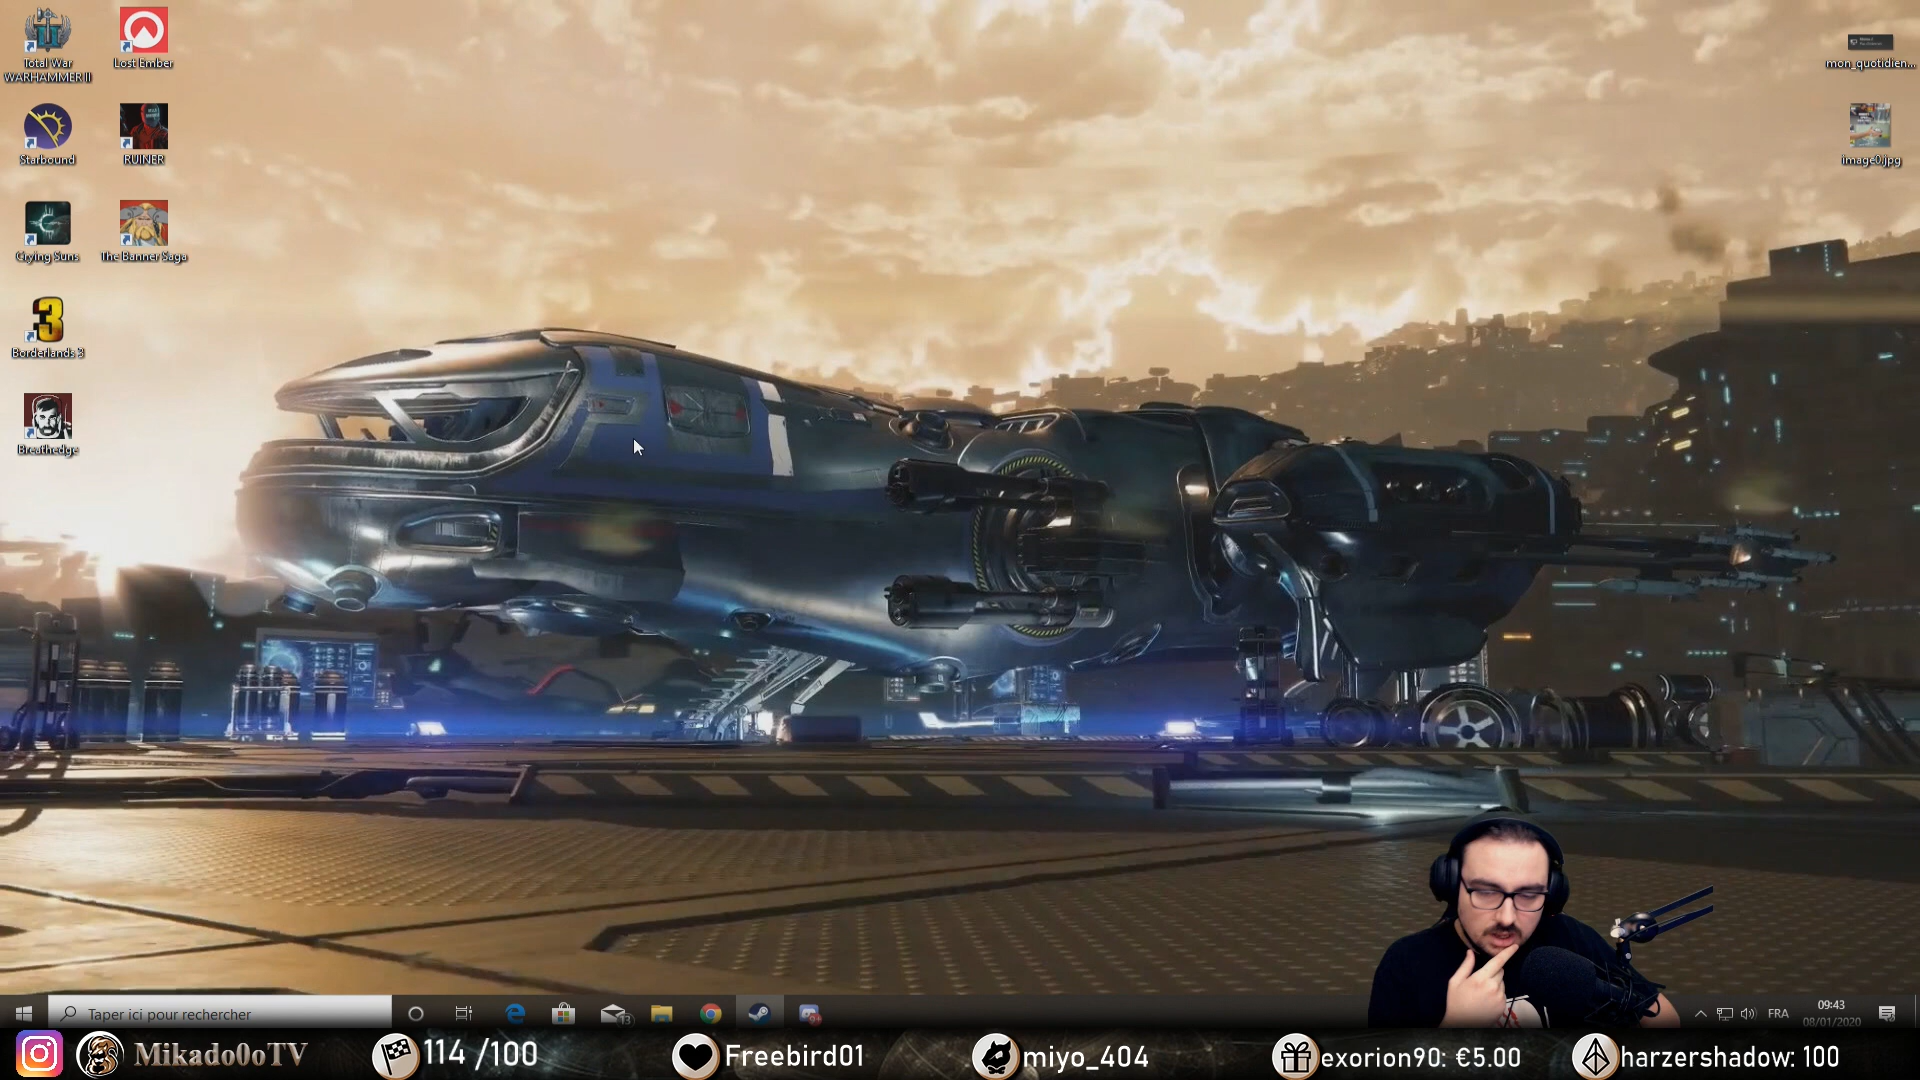 Total War
WARHAMMER II
Lost Ember
Starbound
RUINER
Crying Suns
The Banner Saga
Borderlands 3
Breathedge
mon_quotidien...
image0.jpg
Taper ici pour rechercher
13
FRA
09:43
08/01/2020
Mikado0oTV
114 /100
Freebird01
miyo_404
exorion90: €5.00
harzershadow: 100